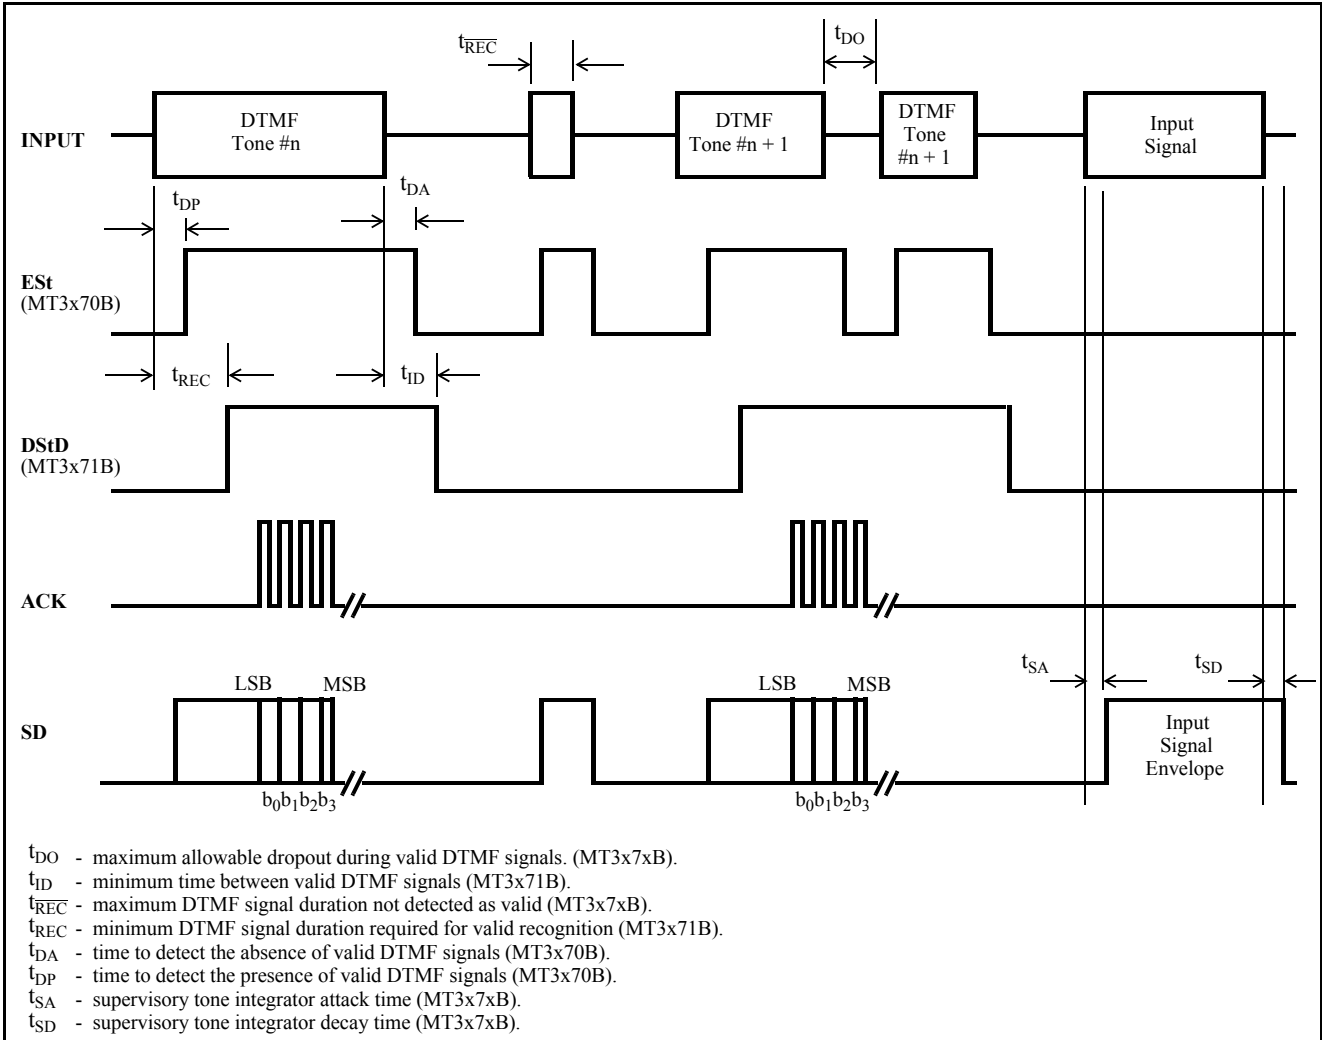 t_REC̅
t_DO
INPUT
DTMF
Tone #n
DTMF
Tone #n + 1
DTMF
Tone
#n + 1
Input
Signal
t_DP
t_DA
ESt
(MT3x70B)
t_REC
t_ID
DStD
(MT3x71B)
ACK
t_SA
t_SD
LSB
MSB
LSB
MSB
SD
Input
Signal
Envelope
b0b1b2b3
b0b1b2b3
t_DO - maximum allowable dropout during valid DTMF signals. (MT3x7xB).
t_ID - minimum time between valid DTMF signals (MT3x71B).
t_R̅E̅C̅ - maximum DTMF signal duration not detected as valid (MT3x7xB).
t_REC - minimum DTMF signal duration required for valid recognition (MT3x71B).
t_DA - time to detect the absence of valid DTMF signals (MT3x70B).
t_DP - time to detect the presence of valid DTMF signals (MT3x70B).
t_SA - supervisory tone integrator attack time (MT3x7xB).
t_SD - supervisory tone integrator decay time (MT3x7xB).